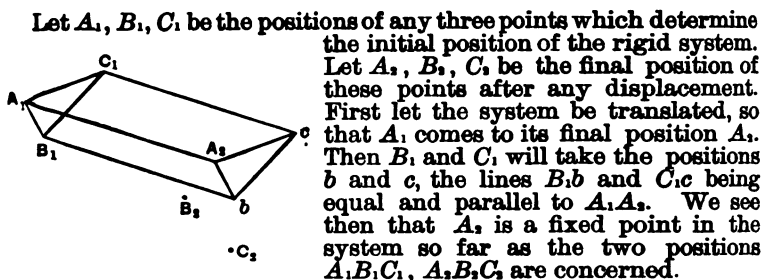 Let A₁, B₁, C₁ be the positions of any three points which determine
the initial position of the rigid system.
Let A₂, B₂, C₂ be the final position of
these points after any displacement.
First let the system be translated, so
that A₁ comes to its final position A₂.
Then B₁ and C₁ will take the positions
b and c, the lines B₁b and C₁c being
equal and parallel to A₁A₂. We see
then that A₂ is a fixed point in the
system so far as the two positions
A₁B₁C₁, A₂B₂C₂ are concerned.
C₁
A₁
B₁
A₂
c
b
B₂
C₂